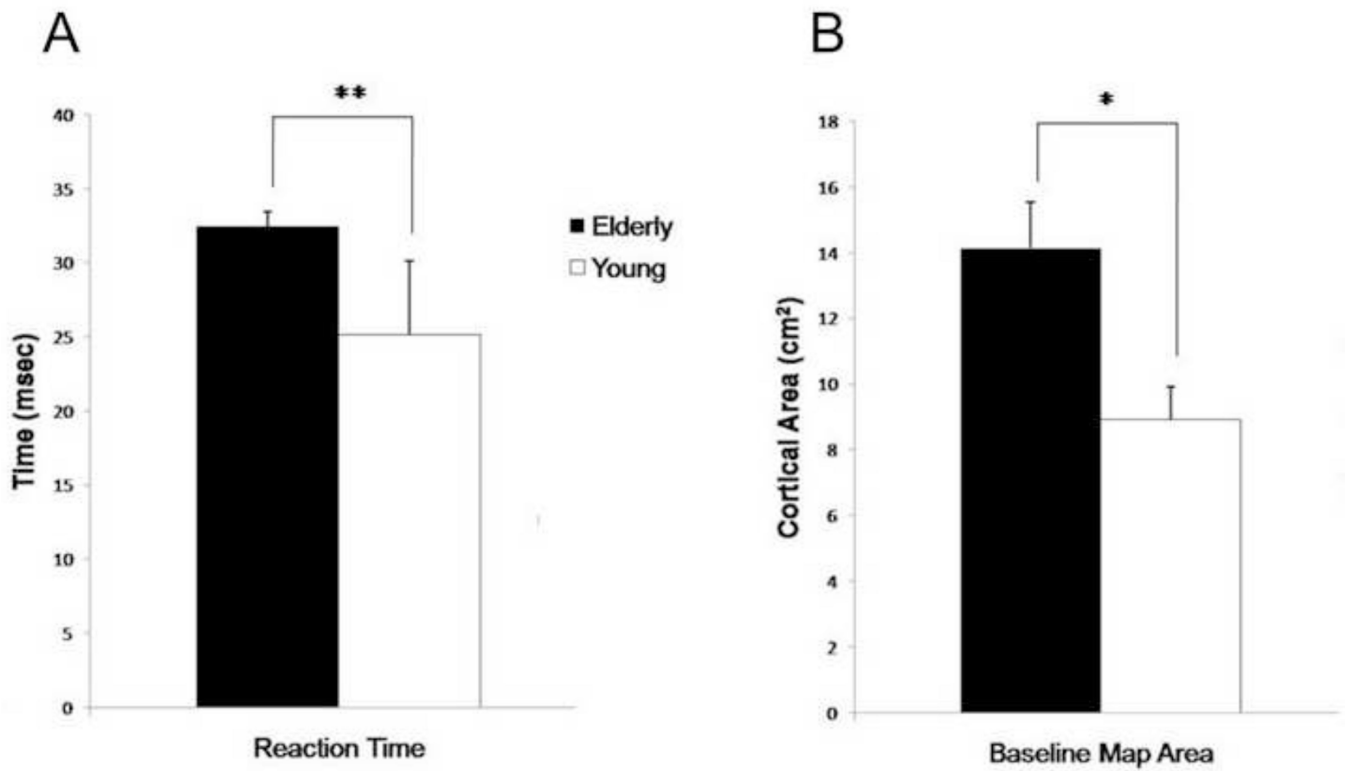 A
**
40
35
30
25
20
15
10
5
0
Time (msec)
Reaction Time
Elderly
Young
B
*
18
16
14
12
10
8
6
4
2
0
Cortical Area (cm²)
Baseline Map Area